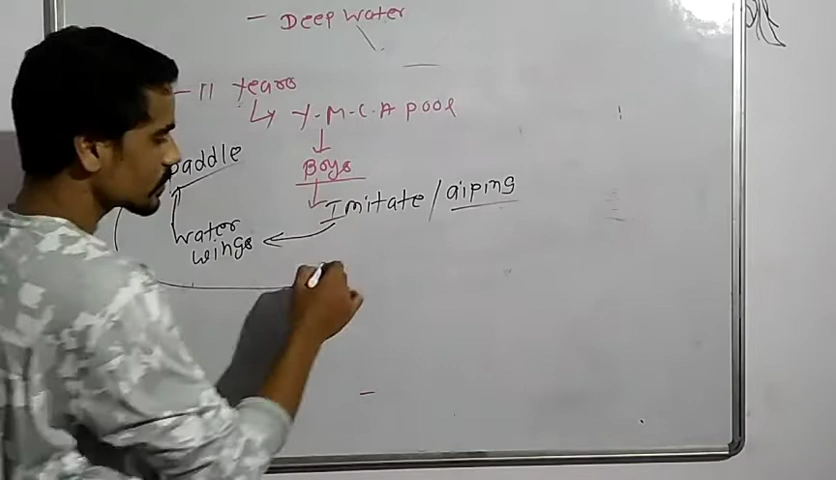 - Deep water
- 11 years
Y-M-C-A pool
Boys
Imitate / aiping
paddle
water
wings